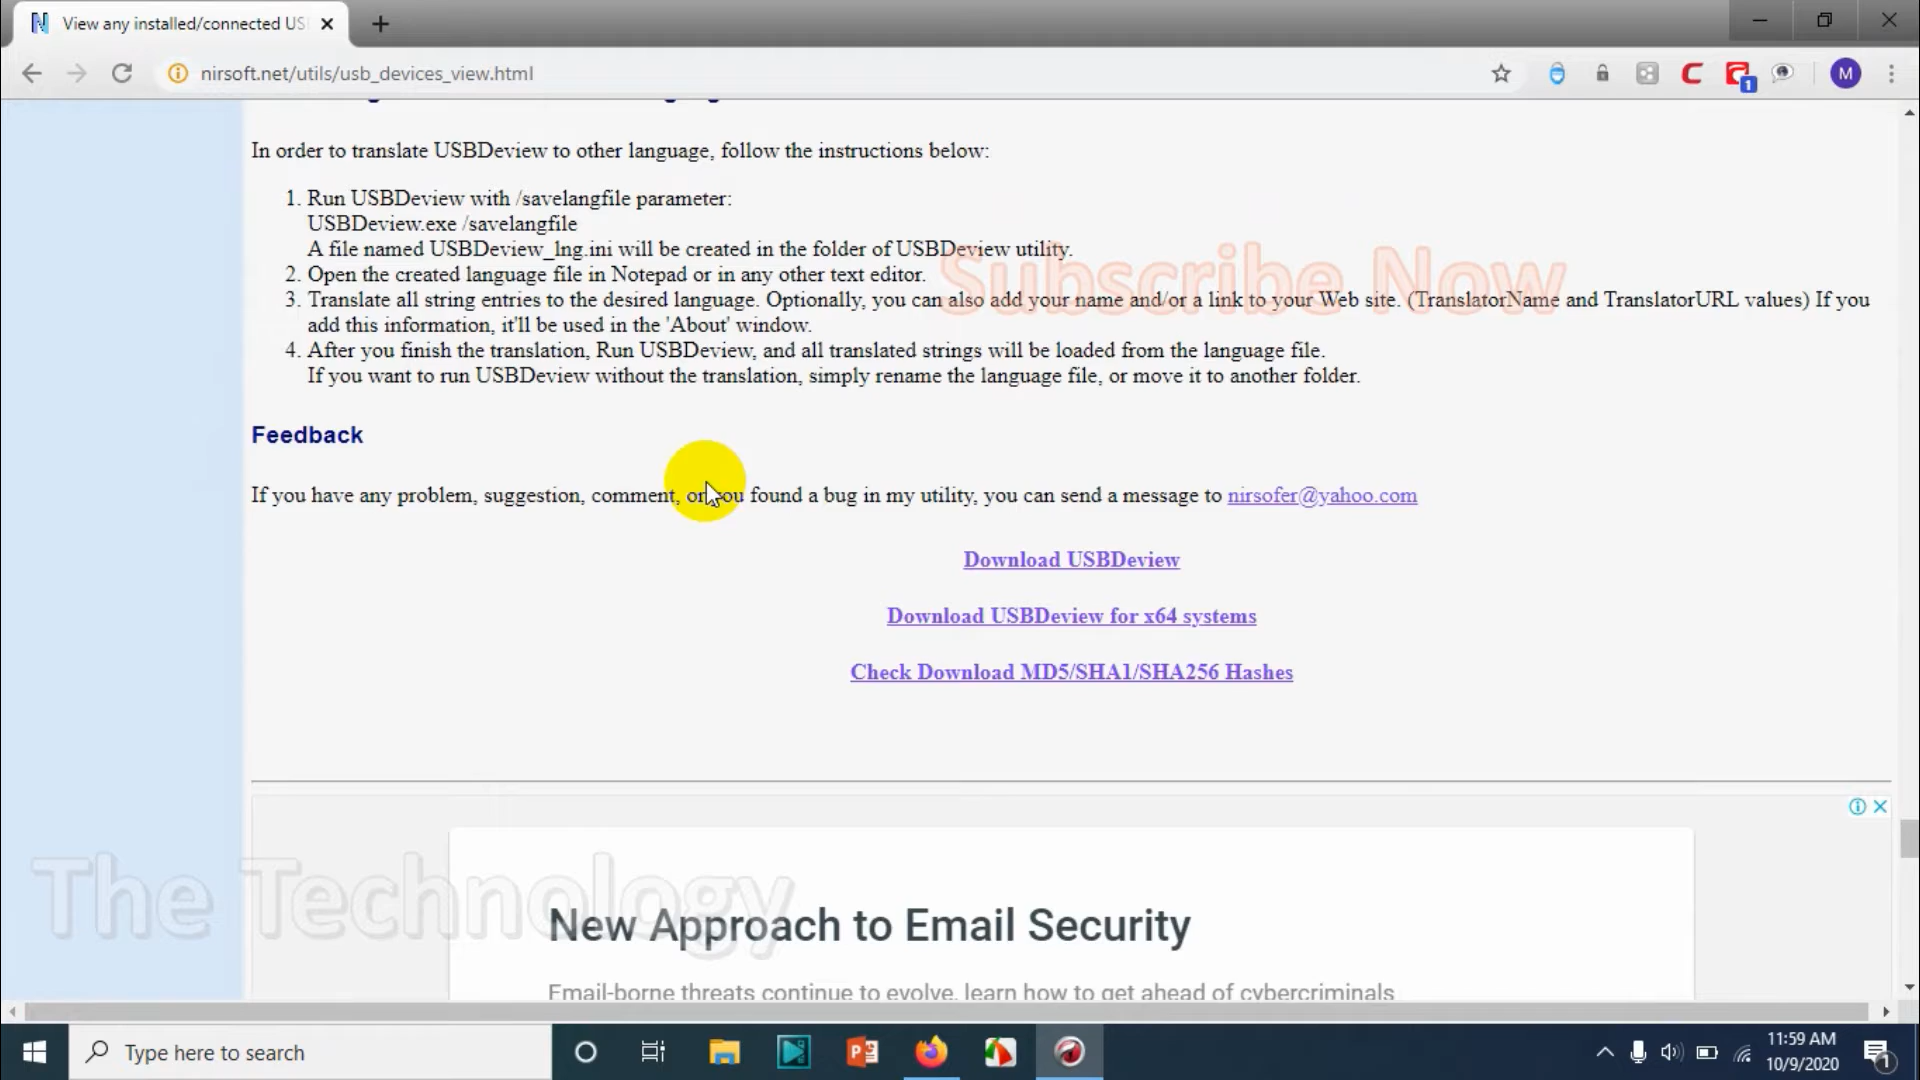 View any installed/connected US
nirsoft.net/utils/usb_devices_view.html
M
1
In order to translate USBDeview to other language, follow the instructions below:
1. Run USBDeview with /savelangfile parameter:
USBDeview.exe /savelangfile
A file named USBDeview_lng.ini will be created in the folder of USBDeview utility.
2. Open the created language file in Notepad or in any other text editor.
3. Translate all string entries to the desired language. Optionally, you can also add your name and/or a link to your Web site. (TranslatorName and TranslatorURL values) If you
add this information, it'll be used in the 'About' window.
4. After you finish the translation, Run USBDeview, and all translated strings will be loaded from the language file.
If you want to run USBDeview without the translation, simply rename the language file, or move it to another folder.
Subscribe Now
Feedback
If you have any problem, suggestion, comment, or you found a bug in my utility, you can send a message to nirsofer@yahoo.com
Download USBDeview
Download USBDeview for x64 systems
Check Download MD5/SHA1/SHA256 Hashes
The Technology
New Approach to Email Security
Email-borne threats continue to evolve, learn how to get ahead of cybercriminals
Type here to search
11:59 AM
10/9/2020
1